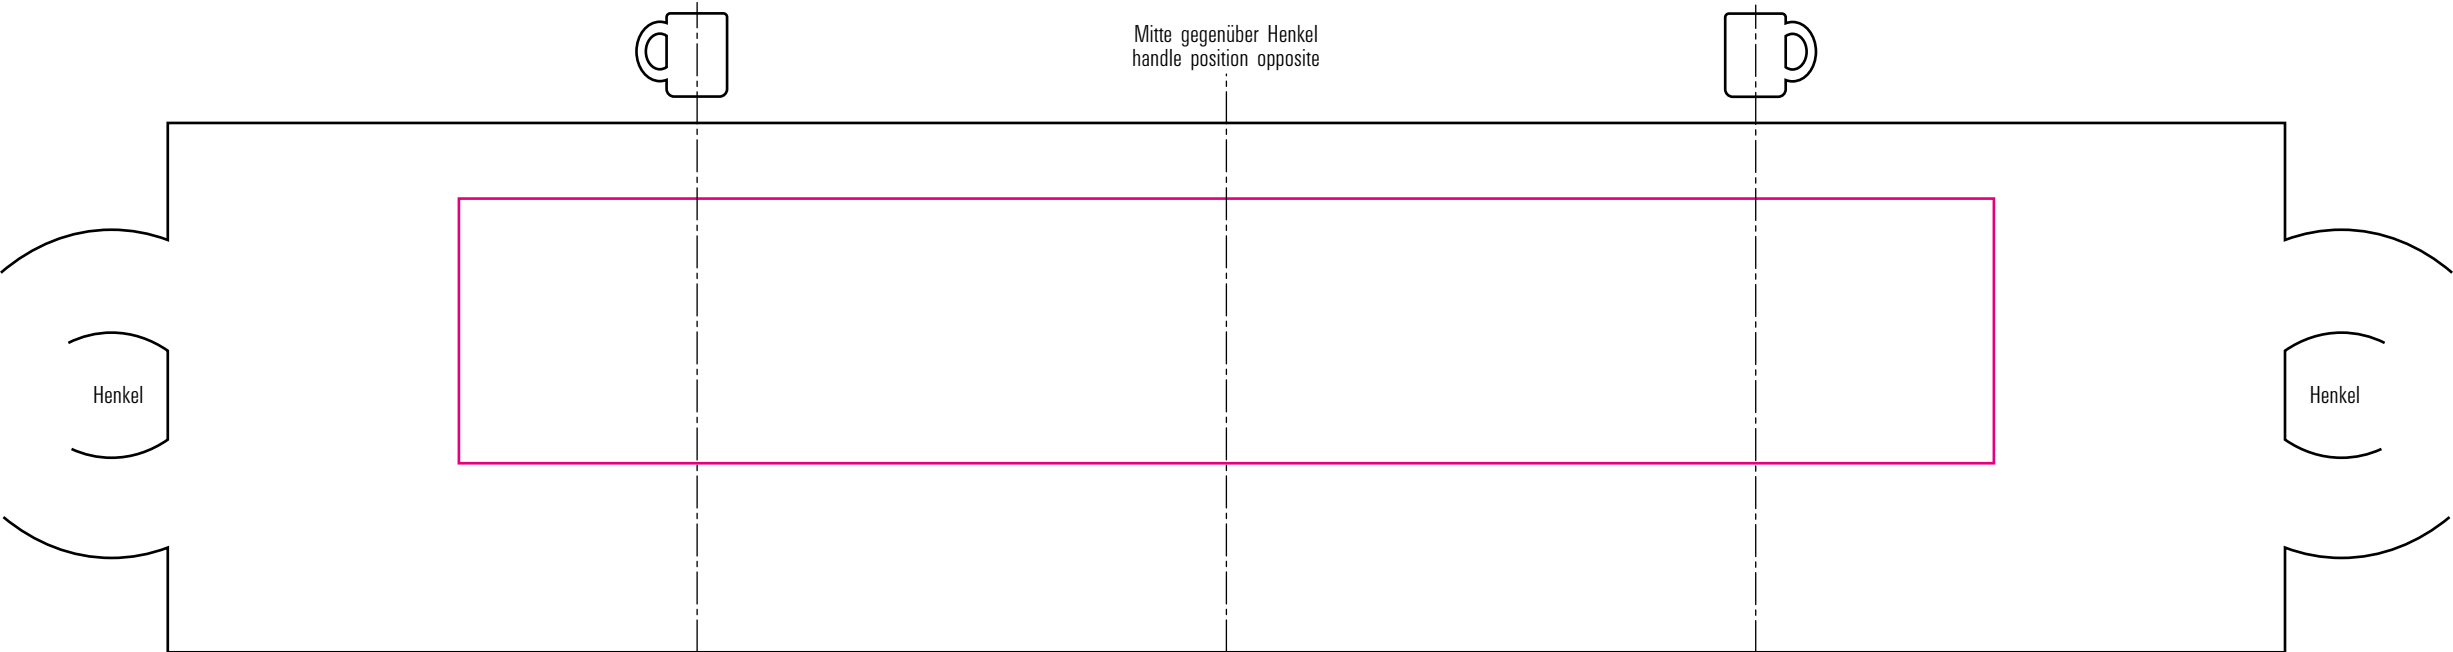 Mitte gegenüber Henkel
handle position opposite
Henkel
Henkel